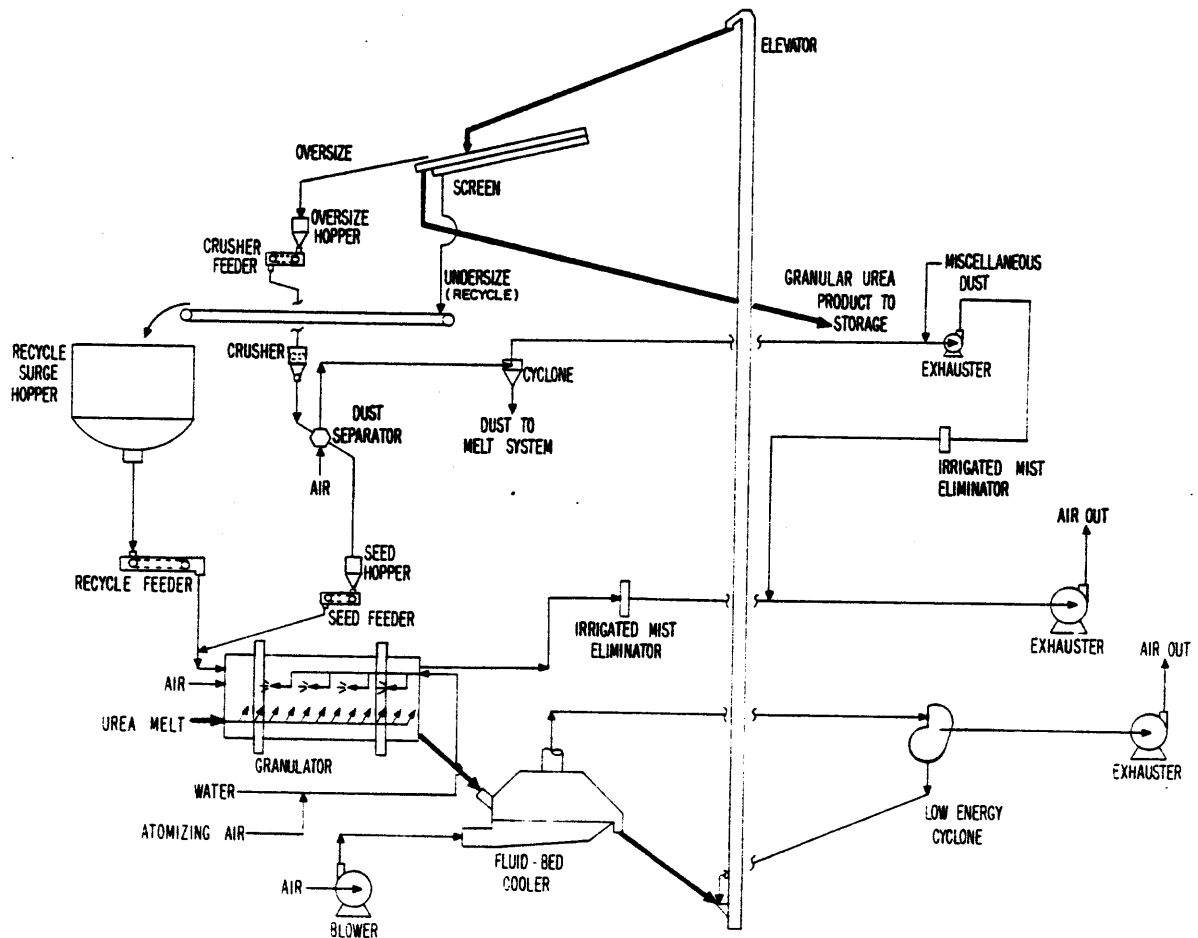 ELEVATOR
OVERSIZE
SCREEN
OVERSIZE
HOPPER
CRUSHER
FEEDER
UNDERSIZE
(RECYCLE)
GRANULAR UREA
PRODUCT TO
STORAGE
MISCELLANEOUS
DUST
RECYCLE
SURGE
HOPPER
CRUSHER
CYCLONE
EXHAUSTER
DUST
SEPARATOR
DUST TO
MELT SYSTEM
AIR
IRRIGATED MIST
ELIMINATOR
AIR OUT
RECYCLE FEEDER
SEED
HOPPER
SEED FEEDER
IRRIGATED MIST
ELIMINATOR
EXHAUSTER
AIR OUT
AIR
UREA MELT
GRANULATOR
WATER
ATOMIZING AIR
FLUID-BED
COOLER
LOW ENERGY
CYCLONE
EXHAUSTER
AIR
BLOWER